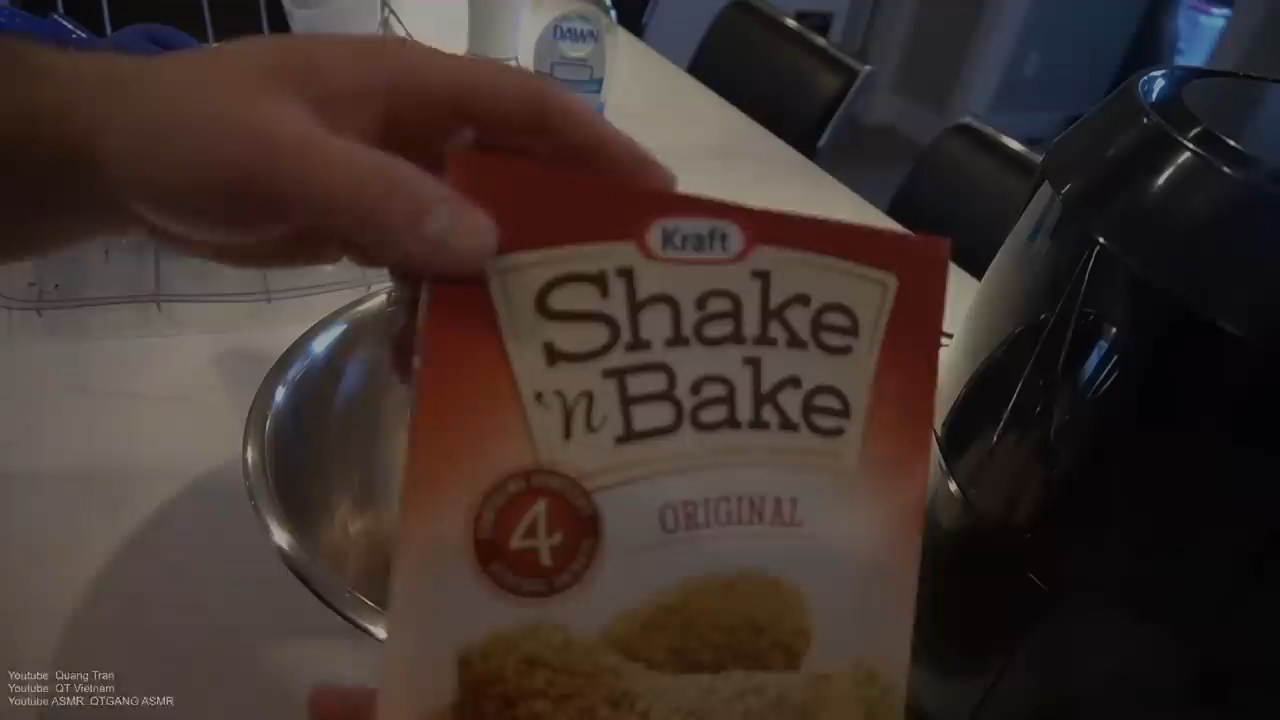 DAWN
Kraft
Shake
'n Bake
4
ORIGINAL
Youtube: Quang Tran
Youtube: QT Vietnam
Youtube ASMR: QTGANG ASMR